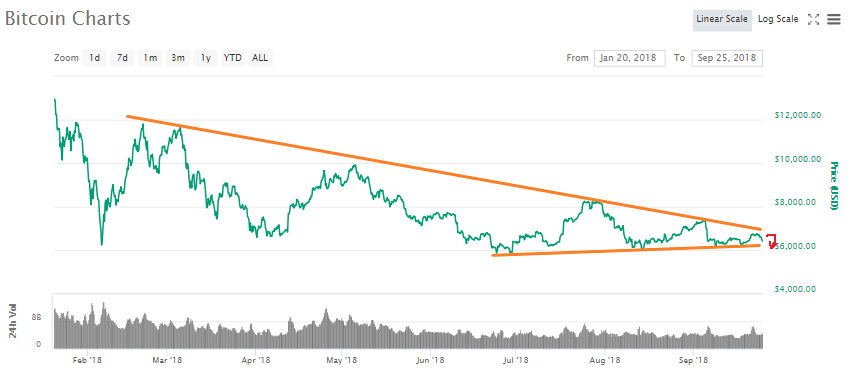 Bitcoin Charts
Linear Scale Log Scale
Zoom 1d 7d 1m 3m 1y YTD ALL
From Jan 20, 2018 To Sep 25, 2018
$12,000.00
$10,000.00
$8,000.00
$6,000.00
$4,000.00
Price (USD)
24h Vol
8B
0
Feb '18 Mar '18 Apr '18 May '18 Jun '18 Jul '18 Aug '18 Sep '18